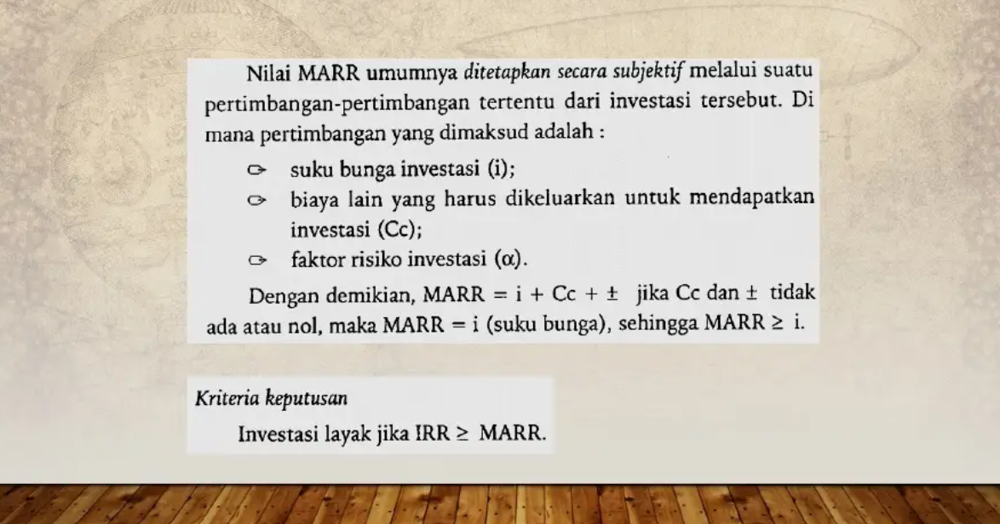 Nilai MARR umumnya ditetapkan secara subjektif melalui suatu
pertimbangan-pertimbangan tertentu dari investasi tersebut. Di
mana pertimbangan yang dimaksud adalah :
suku bunga investasi (i);
biaya lain yang harus dikeluarkan untuk mendapatkan
investasi (Cc);
faktor risiko investasi (α).
Dengan demikian, MARR = i + Cc + ± jika Cc dan ± tidak
ada atau nol, maka MARR = i (suku bunga), sehingga MARR ≥ i.
Kriteria keputusan
Investasi layak jika IRR ≥ MARR.